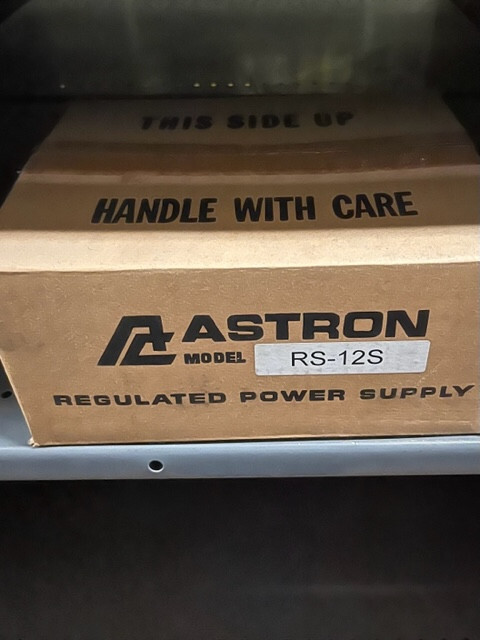 THIS SIDE UP
HANDLE WITH CARE
ASTRON
MODEL RS-12S
REGULATED POWER SUPPLY